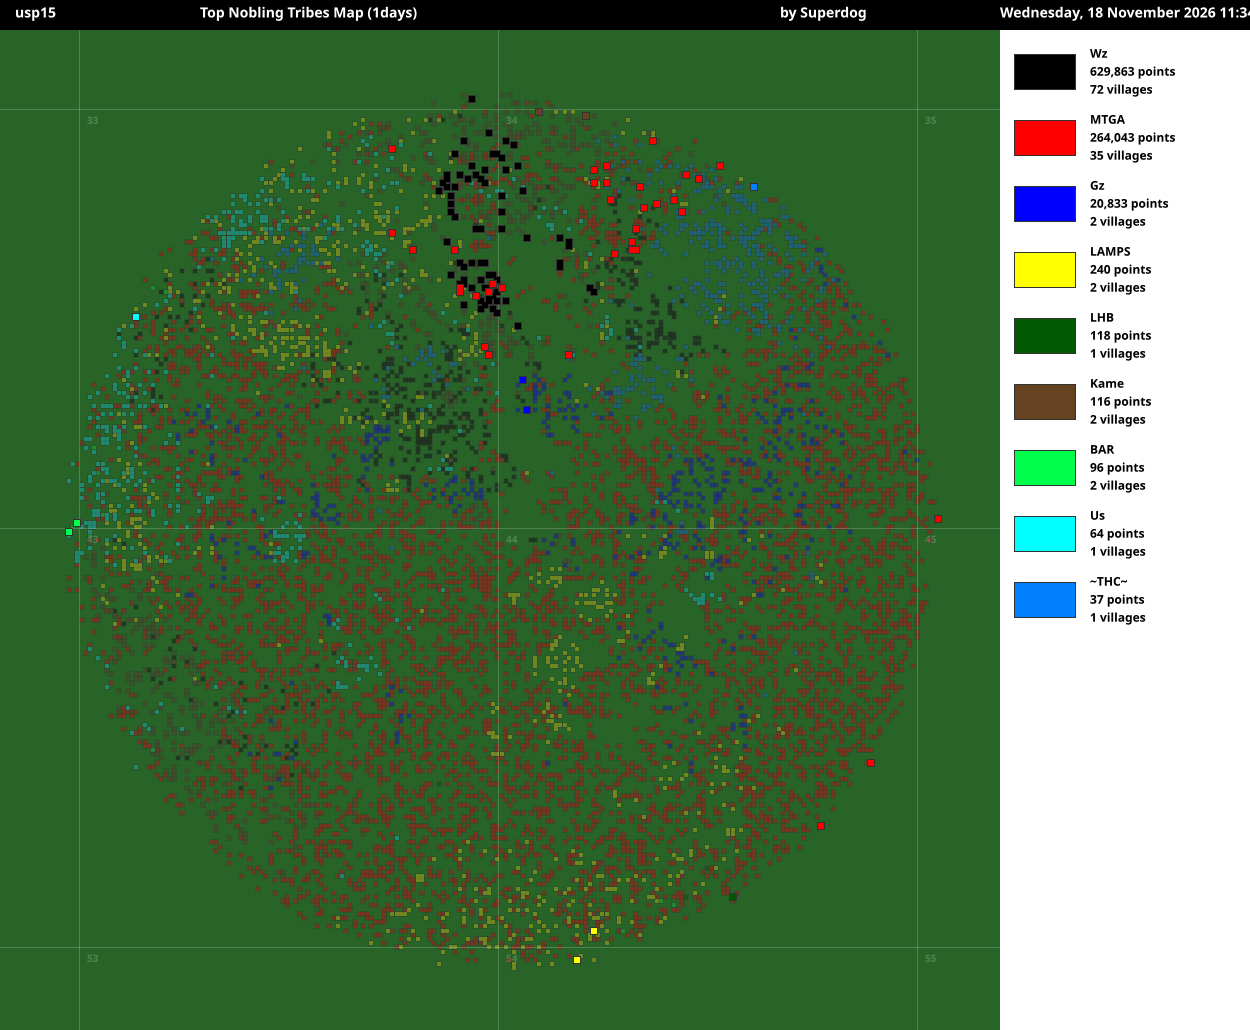 usp15 Top Nobling Tribes Map (1days) by Superdog Wednesday, 18 November 2026 11:34
Wz
629,863 points
72 villages
MTGA
264,043 points
35 villages
Gz
20,833 points
2 villages
LAMPS
240 points
2 villages
LHB
118 points
1 villages
Kame
116 points
2 villages
BAR
96 points
2 villages
Us
64 points
1 villages
~THC~
37 points
1 villages
33 34 35
43 44 45
53 54 55